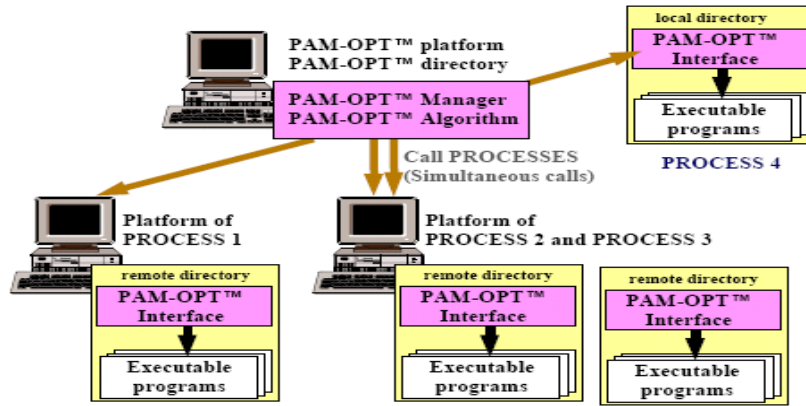 PAM-OPT™ platform
PAM-OPT™ directory
PAM-OPT™ Manager
PAM-OPT™ Algorithm
local directory
PAM-OPT™
Interface
Executable
programs
PROCESS 4
Call PROCESSES
(Simultaneous calls)
Platform of
PROCESS 1
remote directory
PAM-OPT™
Interface
Executable
programs
Platform of
PROCESS 2 and PROCESS 3
remote directory
PAM-OPT™
Interface
Executable
programs
remote directory
PAM-OPT™
Interface
Executable
programs